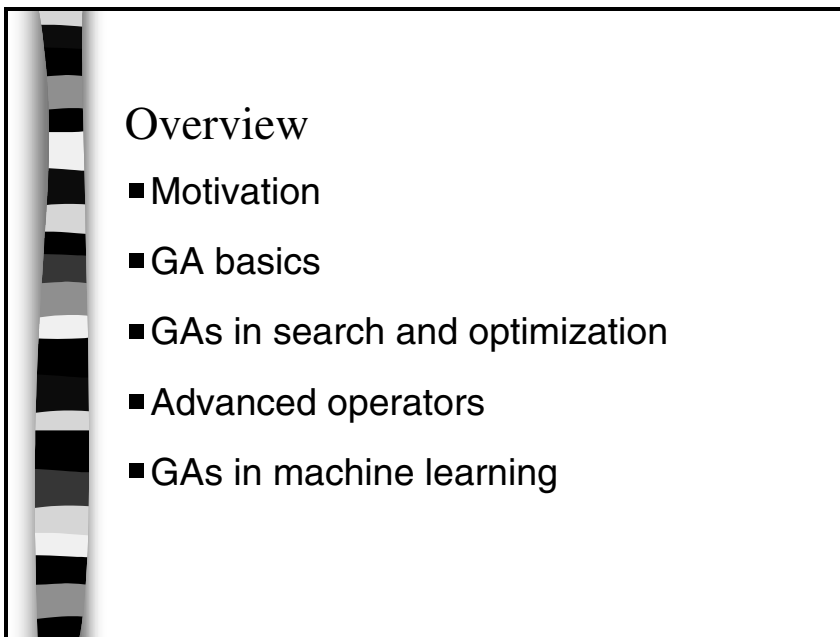 Overview
■ Motivation
■ GA basics
■ GAs in search and optimization
■ Advanced operators
■ GAs in machine learning